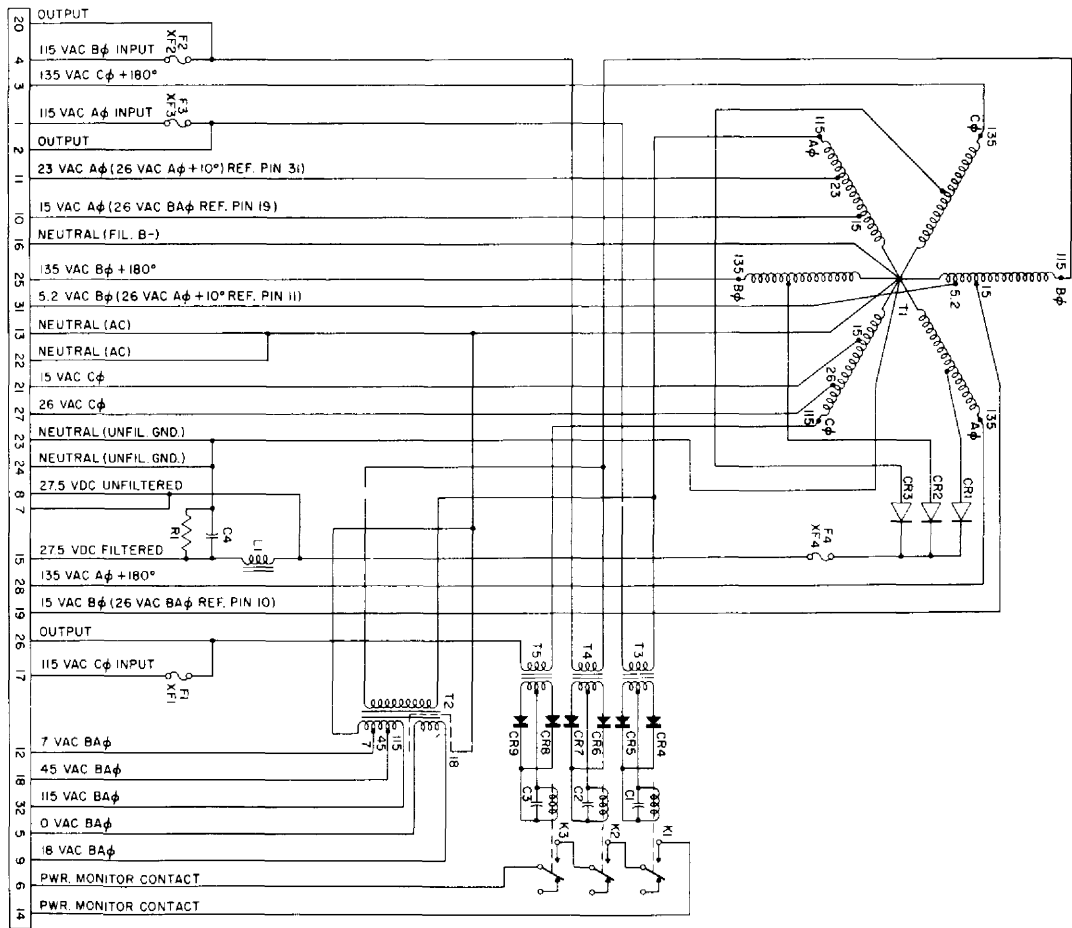 20 OUTPUT
4 115 VAC Bϕ INPUT
F2
XF2
3 135 VAC Cϕ +180°
1 115 VAC Aϕ INPUT
F3
XF3
2 OUTPUT
11 23 VAC Aϕ (26 VAC Aϕ +10°) REF. PIN 31)
10 15 VAC Aϕ (26 VAC BAϕ REF. PIN 19)
16 NEUTRAL (FIL. B-)
25 135 VAC Bϕ +180°
31 5.2 VAC Bϕ (26 VAC Aϕ +10° REF. PIN 11)
13 NEUTRAL (AC)
22 NEUTRAL (AC)
21 15 VAC Cϕ
27 26 VAC Cϕ
23 NEUTRAL (UNFIL. GND.)
24 NEUTRAL (UNFIL. GND.)
8 27.5 VDC UNFILTERED
7
R1
C4
L1
15 27.5 VDC FILTERED
28 135 VAC Aϕ +180°
19 15 VAC Bϕ (26 VAC BAϕ REF. PIN 10)
26 OUTPUT
17 115 VAC Cϕ INPUT
F1
XF1
12 7 VAC BAϕ
18 45 VAC BAϕ
32 115 VAC BAϕ
5 0 VAC BAϕ
9 18 VAC BAϕ
6 PWR. MONITOR CONTACT
14 PWR. MONITOR CONTACT
115
Aϕ
23
15
135
Cϕ
135 Bϕ
115 Bϕ
5.2
15
T1
15
26
115
Cϕ
135
Aϕ
CR3
CR2
CR1
F4
XF4
T2
7
45
115
18
T5
T4
T3
CR9
CR8
CR7
CR6
CR5
CR4
C3
C2
C1
K3
K2
K1